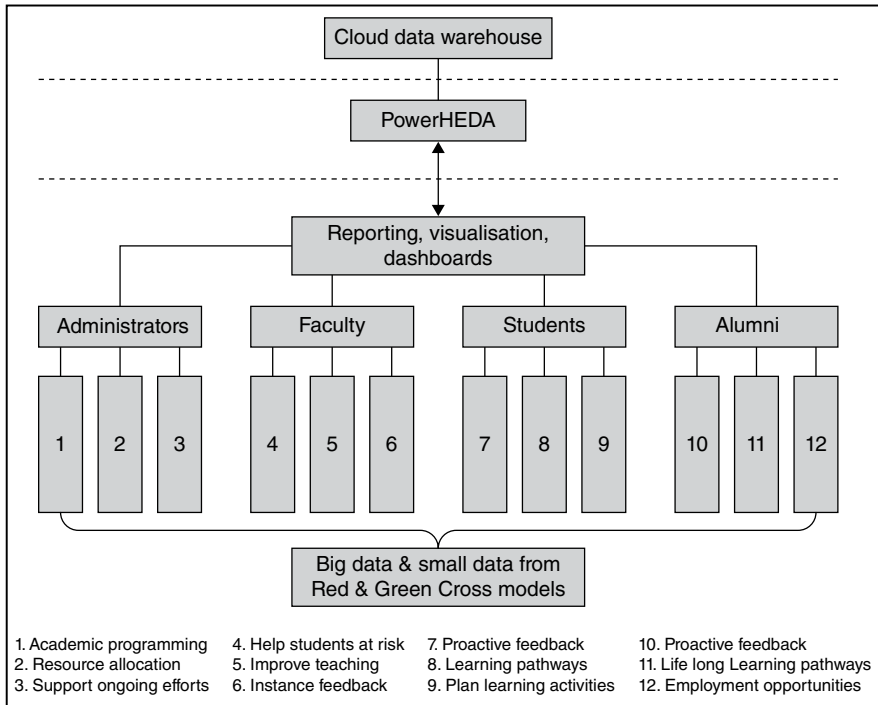 Cloud data warehouse
PowerHEDA
Reporting, visualisation,
dashboards
Administrators
Faculty
Students
Alumni
1
2
3
4
5
6
7
8
9
10
11
12
Big data & small data from
Red & Green Cross models
1. Academic programming
2. Resource allocation
3. Support ongoing efforts
4. Help students at risk
5. Improve teaching
6. Instance feedback
7. Proactive feedback
8. Learning pathways
9. Plan learning activities
10. Proactive feedback
11. Life long Learning pathways
12. Employment opportunities